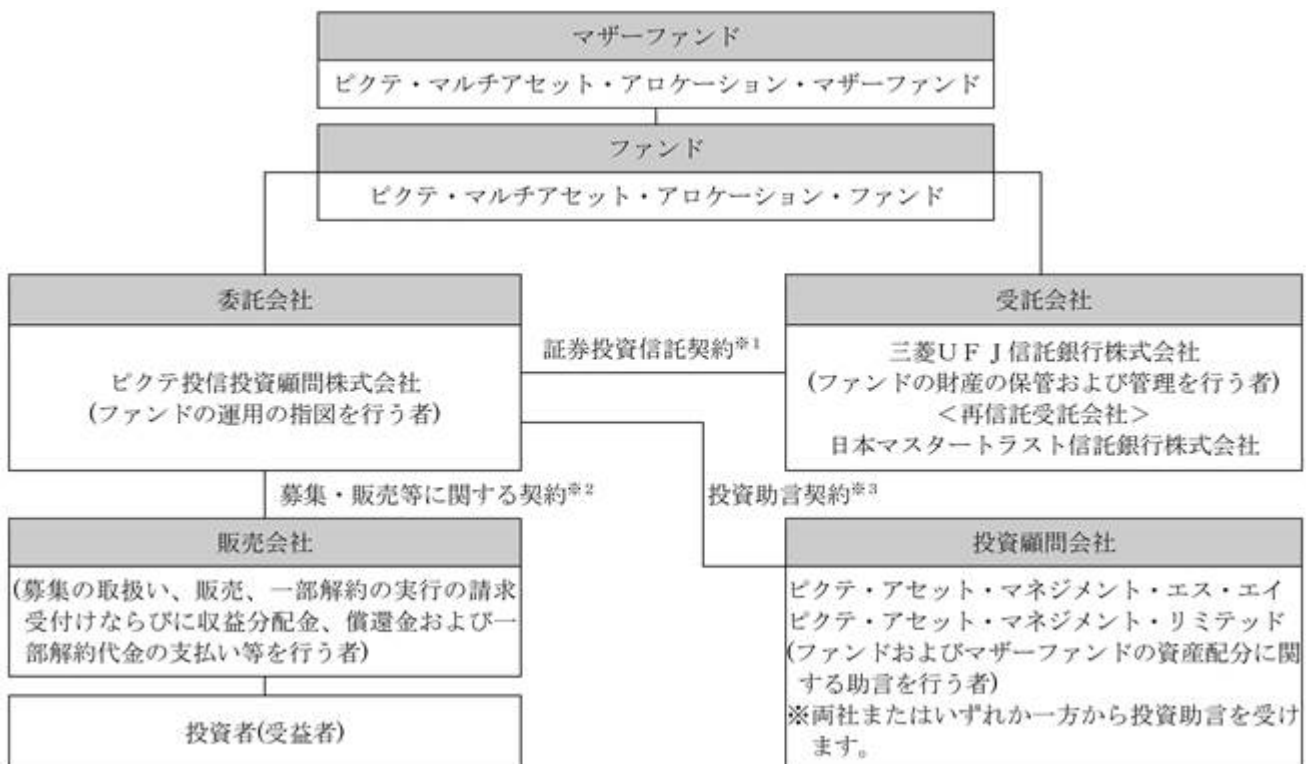 マザーファンド
ピクテ・マルチアセット・アロケーション・マザーファンド
ファンド
ピクテ・マルチアセット・アロケーション・ファンド
委託会社
ピクテ投信投資顧問株式会社
(ファンドの運用の指図を行う者)
証券投資信託契約※1
受託会社
三菱UFJ信託銀行株式会社
(ファンドの財産の保管および管理を行う者)
<再信託受託会社>
日本マスタートラスト信託銀行株式会社
募集・販売等に関する契約※2
投資助言契約※3
販売会社
(募集の取扱い、販売、一部解約の実行の請求
受付けならびに収益分配金、償還金および一
部解約代金の支払い等を行う者)
投資者(受益者)
投資顧問会社
ピクテ・アセット・マネジメント・エス・エイ
ピクテ・アセット・マネジメント・リミテッド
(ファンドおよびマザーファンドの資産配分に関
する助言を行う者)
※両社またはいずれか一方から投資助言を受け
ます。